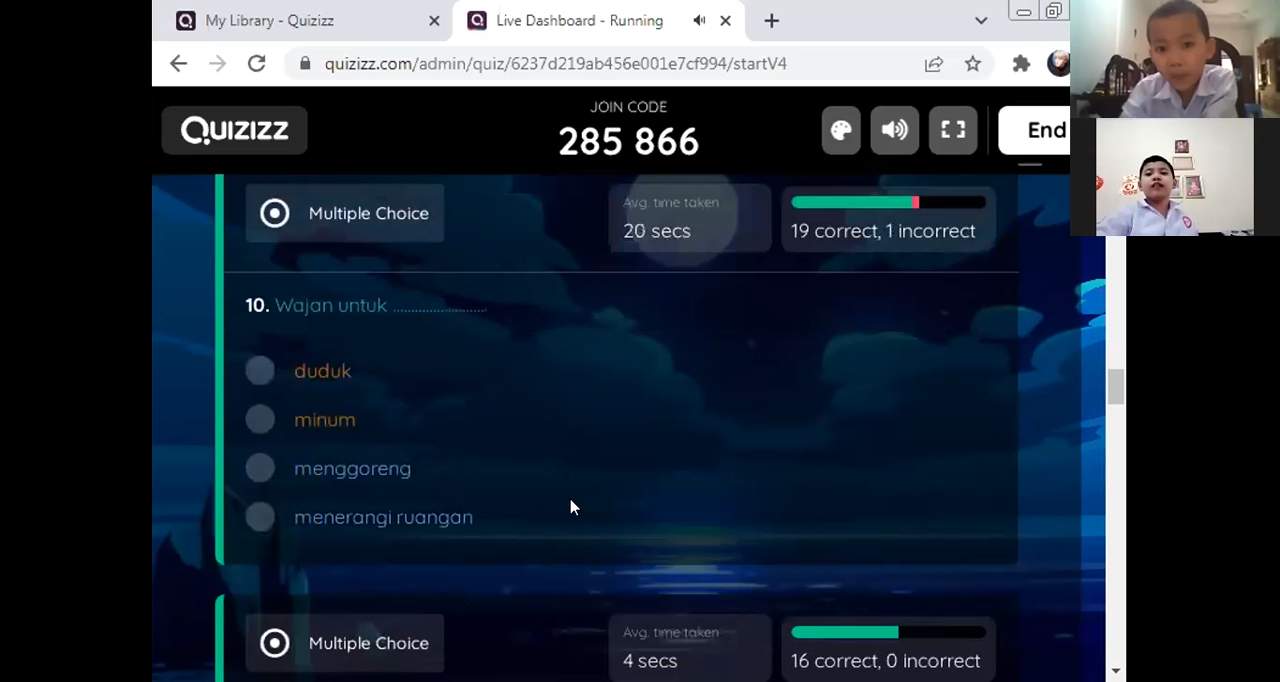 My Library - Quizizz
Live Dashboard - Running
quizizz.com/admin/quiz/6237d219ab456e001e7cf994/startV4
QUIZIZZ
JOIN CODE
285 866
End
Multiple Choice
Avg. time taken
20 secs
19 correct, 1 incorrect
10. Wajan untuk ........................
duduk
minum
menggoreng
menerangi ruangan
Multiple Choice
Avg. time taken
4 secs
16 correct, 0 incorrect